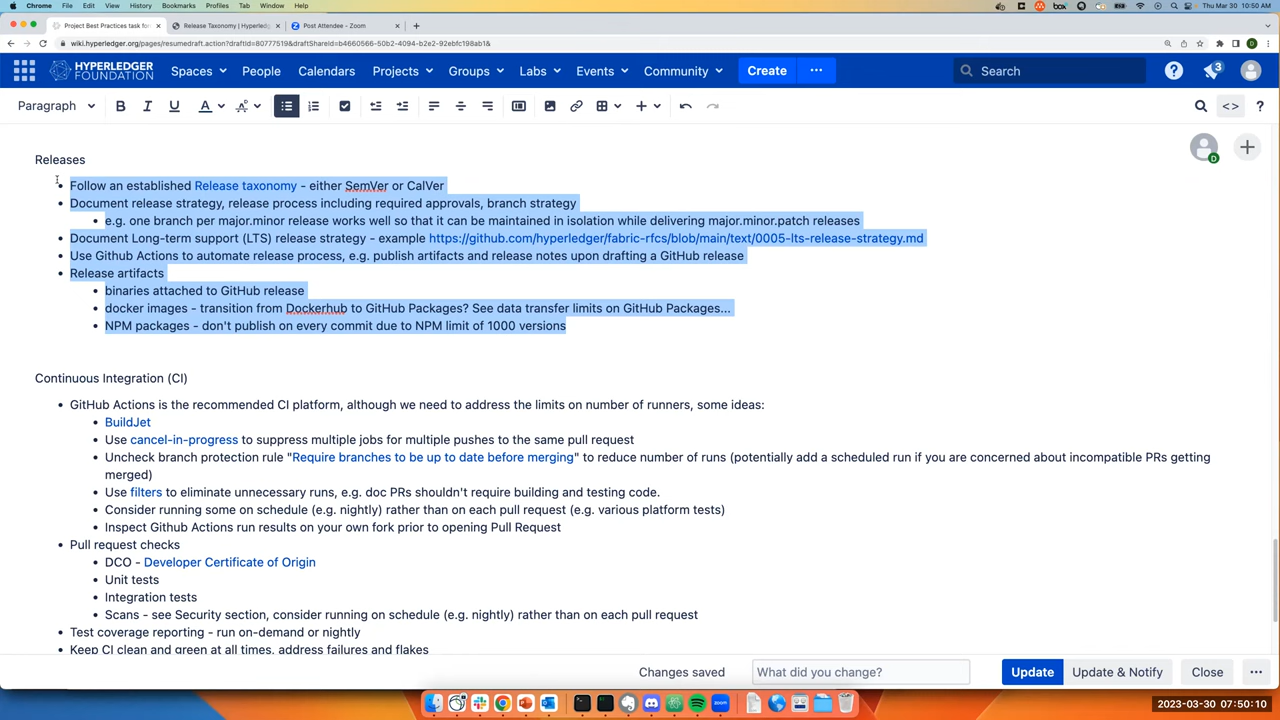 Chrome File Edit View History Bookmarks Profiles Tab Window Help
box
Thu Mar 30 10:50 AM
Project Best Practices task for
Release Taxonomy | Hyperledg
Post Attendee - Zoom
wiki.hyperledger.org/pages/resumedraft.action?draftId=80777519&draftShareId=b4660566-50b2-4094-b2e2-92ebfc198ab1&
HYPERLEDGER FOUNDATION Spaces People Calendars Projects Groups Labs Events Community Create ··· Search ? 3
Paragraph B I U A <> ?
Releases
• Follow an established Release taxonomy - either SemVer or CalVer
• Document release strategy, release process including required approvals, branch strategy
• e.g. one branch per major.minor release works well so that it can be maintained in isolation while delivering major.minor.patch releases
• Document Long-term support (LTS) release strategy - example https://github.com/hyperledger/fabric-rfcs/blob/main/text/0005-lts-release-strategy.md
• Use Github Actions to automate release process, e.g. publish artifacts and release notes upon drafting a GitHub release
• Release artifacts
• binaries attached to GitHub release
• docker images - transition from Dockerhub to GitHub Packages? See data transfer limits on GitHub Packages...
• NPM packages - don't publish on every commit due to NPM limit of 1000 versions
Continuous Integration (CI)
• GitHub Actions is the recommended CI platform, although we need to address the limits on number of runners, some ideas:
• BuildJet
• Use cancel-in-progress to suppress multiple jobs for multiple pushes to the same pull request
• Uncheck branch protection rule "Require branches to be up to date before merging" to reduce number of runs (potentially add a scheduled run if you are concerned about incompatible PRs getting
merged)
• Use filters to eliminate unnecessary runs, e.g. doc PRs shouldn't require building and testing code.
• Consider running some on schedule (e.g. nightly) rather than on each pull request (e.g. various platform tests)
• Inspect Github Actions run results on your own fork prior to opening Pull Request
• Pull request checks
• DCO - Developer Certificate of Origin
• Unit tests
• Integration tests
• Scans - see Security section, consider running on schedule (e.g. nightly) rather than on each pull request
• Test coverage reporting - run on-demand or nightly
• Keep CI clean and green at all times, address failures and flakes
Changes saved What did you change? Update Update & Notify Close ···
2023-03-30 07:50:10